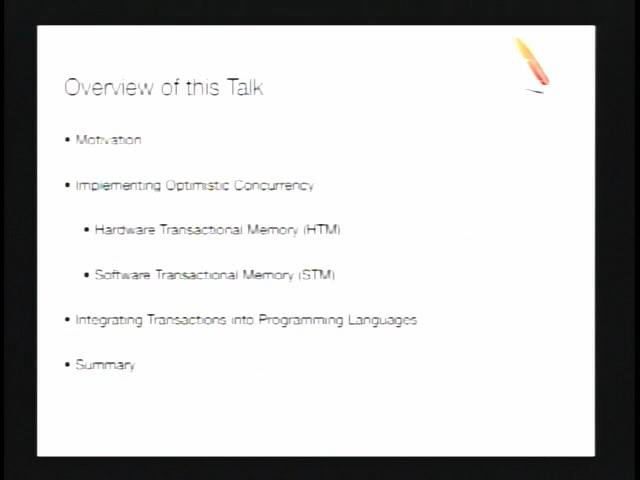 Overview of this Talk
• Motivation
• Implementing Optimistic Concurrency
• Hardware Transactional Memory (HTM)
• Software Transactional Memory (STM)
• Integrating Transactions into Programming Languages
• Summary